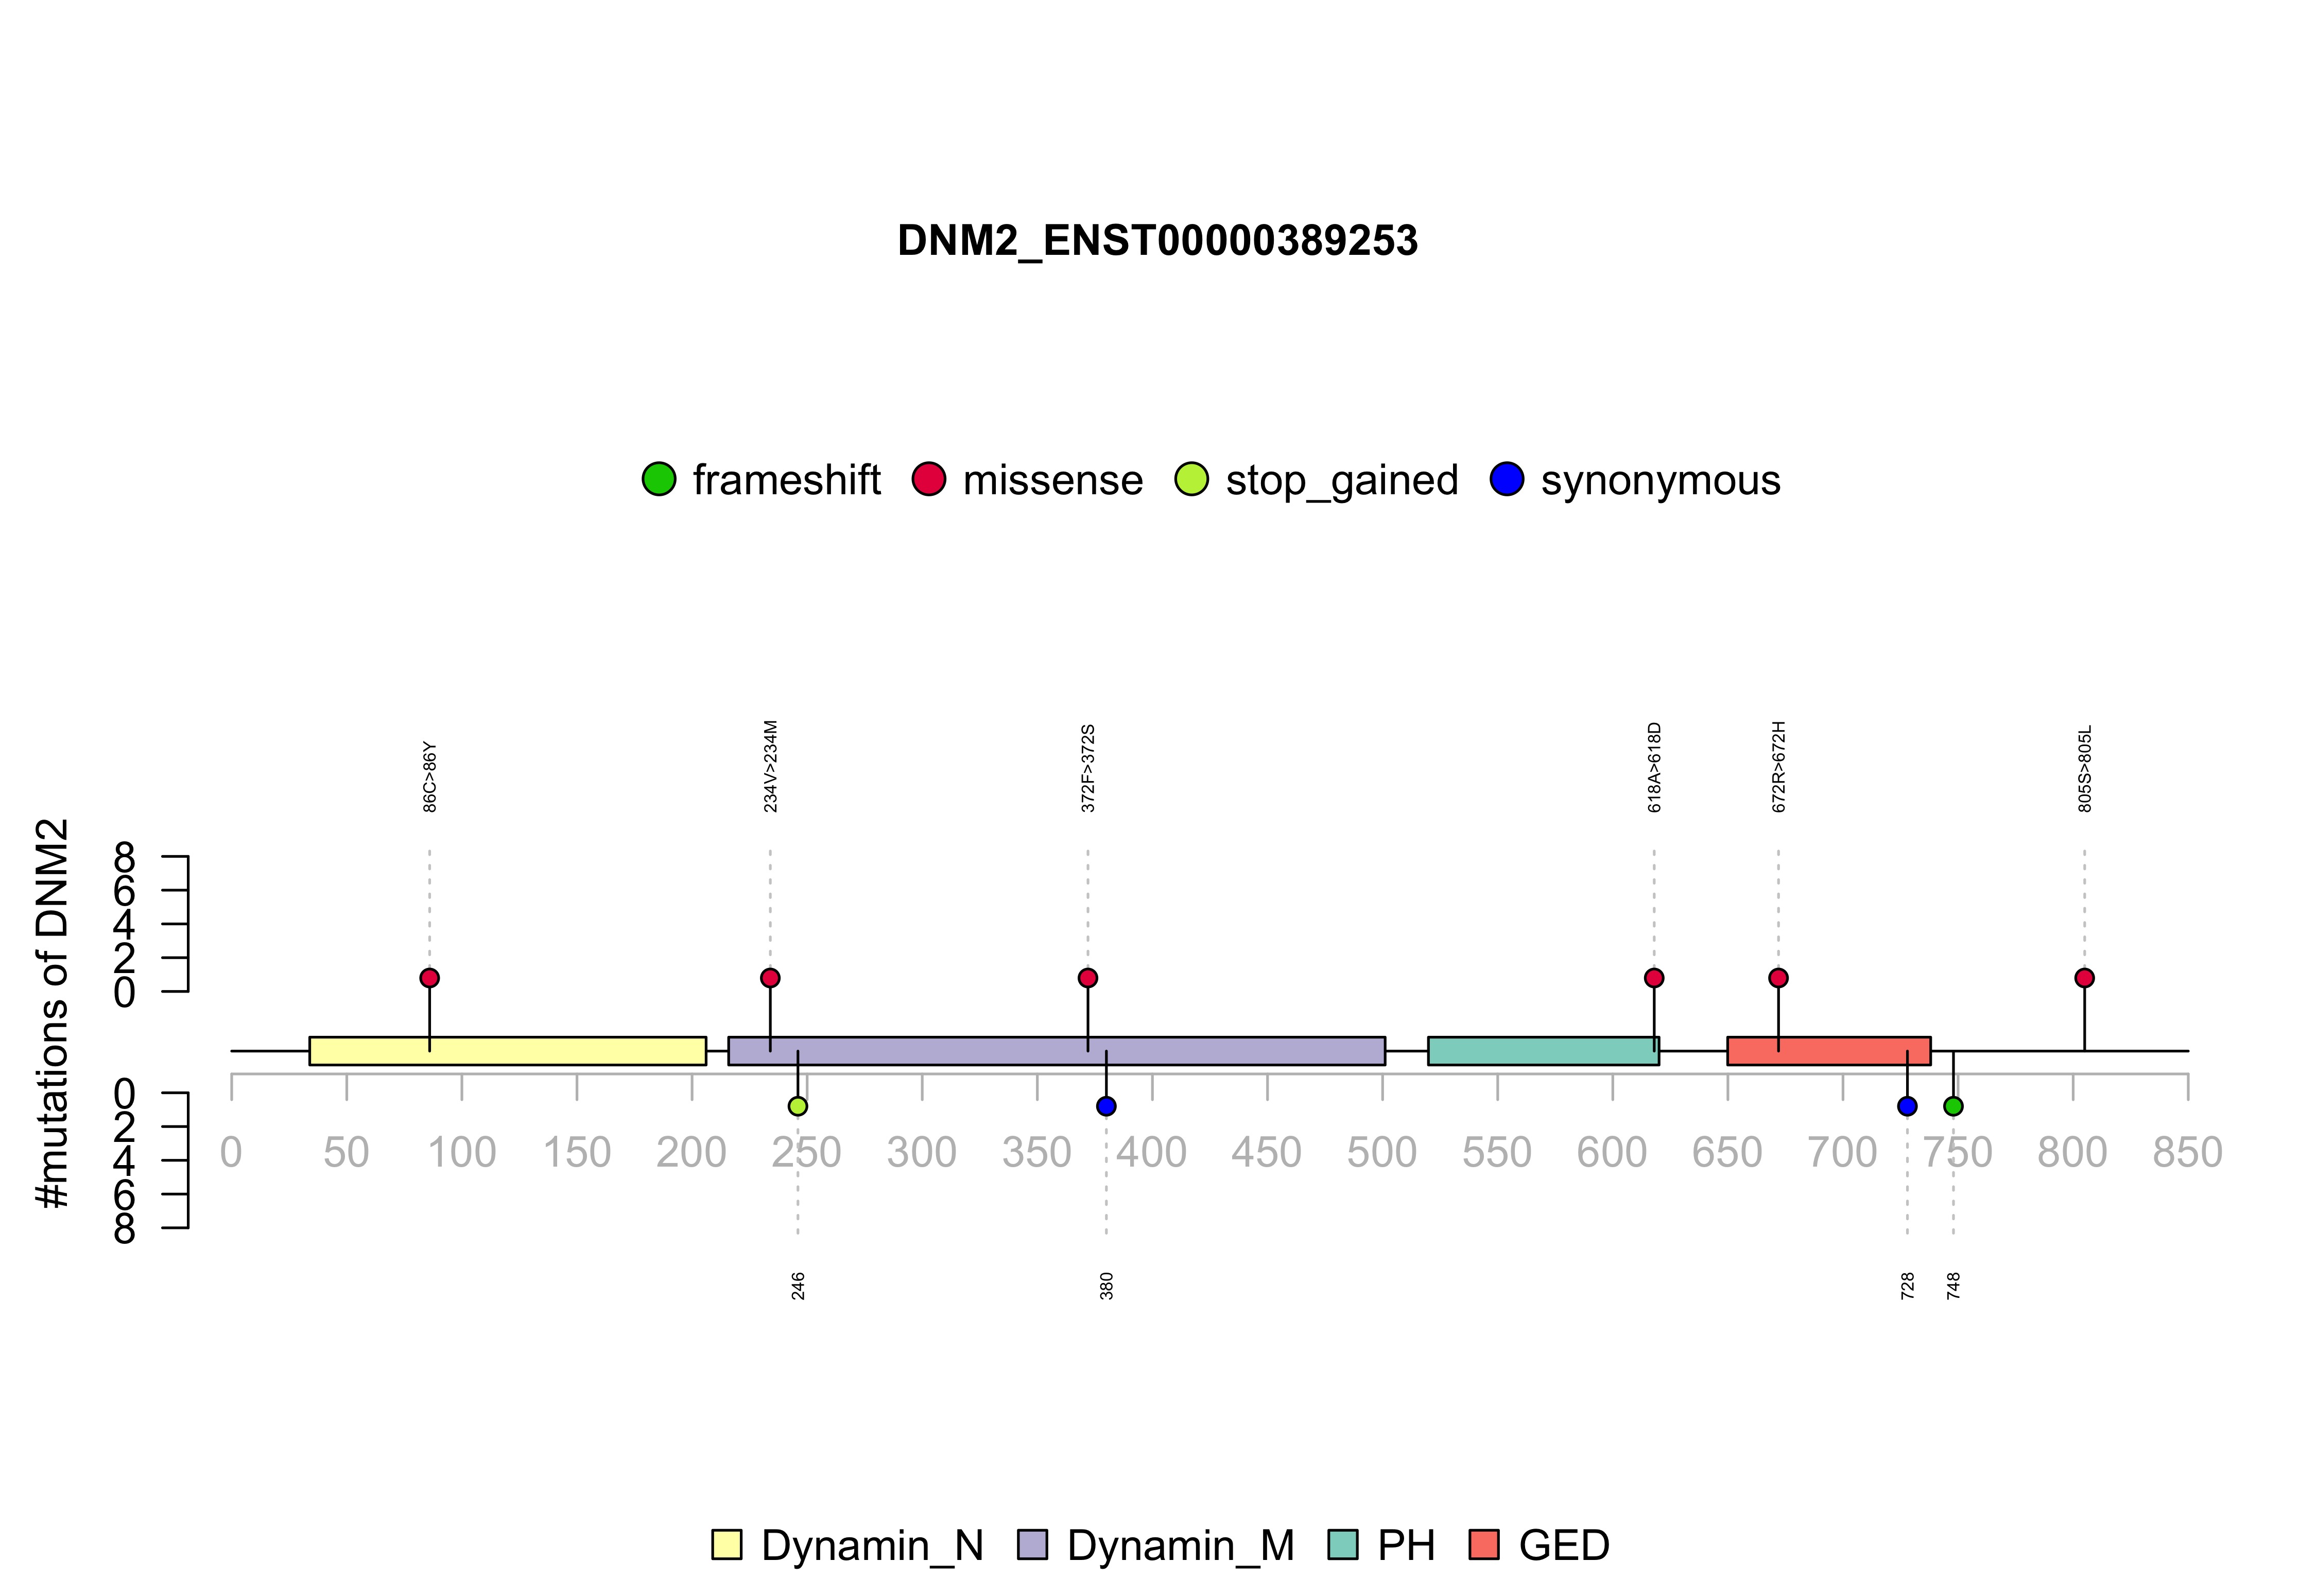 DNM2_ENST00000389253
frameshift missense stop_gained synonymous
86C>86Y 234V>234M 372F>372S 618A>618D 672R>672H 805S>805L
#mutations of DNM2
8
6
4
2
0
0
2
4
6
8
0 50 100 150 200 250 300 350 400 450 500 550 600 650 700 750 800 850
246 380 728 748
Dynamin_N Dynamin_M PH GED